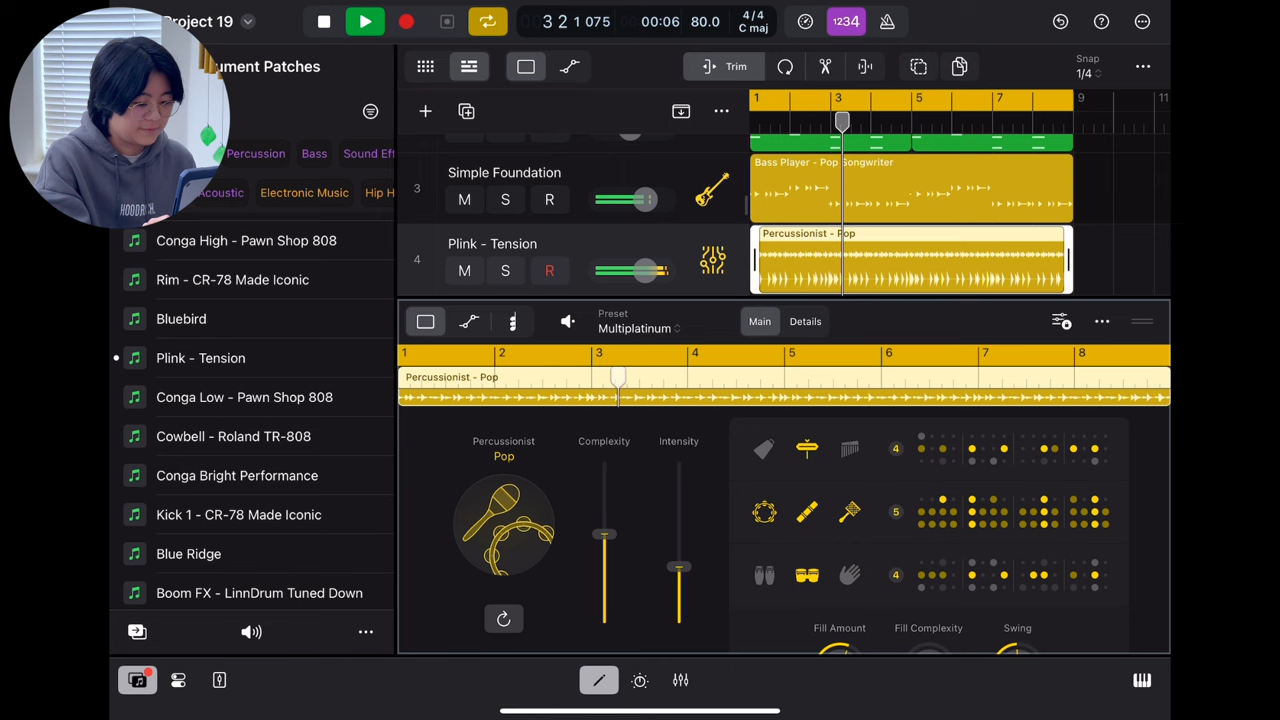 Project 19
3 2 1 075
00:06
80.0
4/4
C maj
1234
ument Patches
Trim
Snap
1/4
1 3 5 7 9 11
Percussion
Bass
Sound Ef
Acoustic
Electronic Music
Hip H
Conga High - Pawn Shop 808
Rim - CR-78 Made Iconic
Bluebird
Plink - Tension
Conga Low - Pawn Shop 808
Cowbell - Roland TR-808
Conga Bright Performance
Kick 1 - CR-78 Made Iconic
Blue Ridge
Boom FX - LinnDrum Tuned Down
3
Simple Foundation
M S R
Bass Player - Pop Songwriter
4
Plink - Tension
M S R
Percussionist - Pop
Preset
Multiplatinum
Main
Details
1 2 3 4 5 6 7 8
Percussionist - Pop
Percussionist
Pop
Complexity
Intensity
4
5
4
Fill Amount
Fill Complexity
Swing